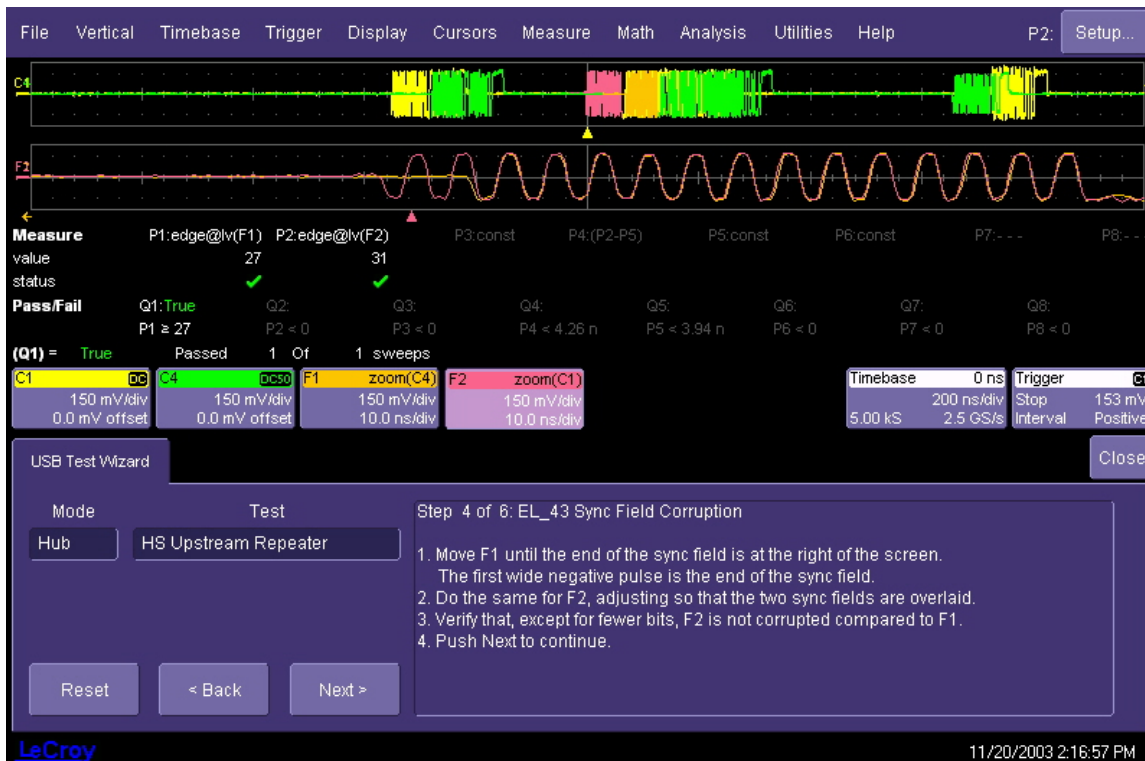 File Vertical Timebase Trigger Display Cursors Measure Math Analysis Utilities Help P2: Setup...
C4
F2
Measure P1:edge@lv(F1) P2:edge@lv(F2) P3:const P4:(P2-P5) P5:const P6:const P7:- - - P8:- -
value 27 31
status
Pass/Fail Q1:True Q2: Q3: Q4: Q5: Q6: Q7: Q8:
P1 ≥ 27 P2 < 0 P3 < 0 P4 < 4.26 n P5 < 3.94 n P6 < 0 P7 < 0 P8 < 0
(Q1) = True Passed 1 Of 1 sweeps
C1 DC C4 DC50 F1 zoom(C4) F2 zoom(C1) Timebase 0 ns Trigger
150 mV/div 150 mV/div 150 mV/div 150 mV/div 200 ns/div Stop 153 mV
0.0 mV offset 0.0 mV offset 10.0 ns/div 10.0 ns/div 5.00 kS 2.5 GS/s Interval Positive
USB Test Wizard Close
Mode Test
Hub HS Upstream Repeater
Step 4 of 6: EL_43 Sync Field Corruption
1. Move F1 until the end of the sync field is at the right of the screen.
The first wide negative pulse is the end of the sync field.
2. Do the same for F2, adjusting so that the two sync fields are overlaid.
3. Verify that, except for fewer bits, F2 is not corrupted compared to F1.
4. Push Next to continue.
Reset < Back Next >
LeCroy 11/20/2003 2:16:57 PM